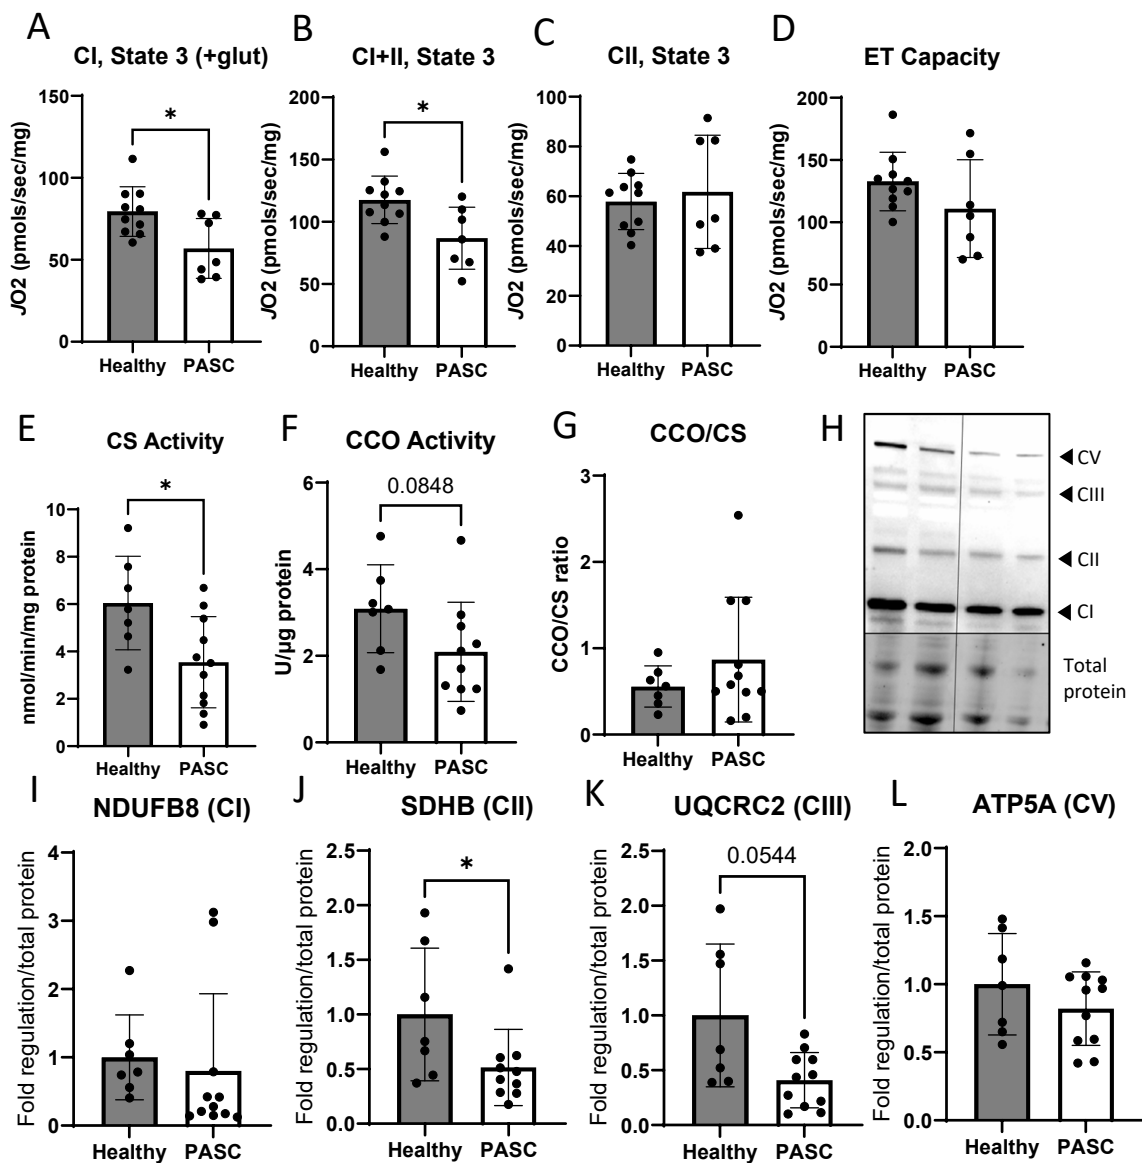 A
CI, State 3 (+glut)
JO2 (pmols/sec/mg)
150
100
50
0
*
Healthy
PASC
B
CI+II, State 3
JO2 (pmols/sec/mg)
200
150
100
50
0
*
Healthy
PASC
C
CII, State 3
JO2 (pmols/sec/mg)
100
80
60
40
20
0
Healthy
PASC
D
ET Capacity
JO2 (pmols/sec/mg)
200
150
100
50
0
Healthy
PASC
E
CS Activity
nmol/min/mg protein
10
8
6
4
2
0
*
Healthy
PASC
F
CCO Activity
U/µg protein
6
4
2
0
0.0848
Healthy
PASC
G
CCO/CS
CCO/CS ratio
3
2
1
0
Healthy
PASC
H
CV
CIII
CII
CI
Total
protein
I
NDUFB8 (CI)
Fold regulation/total protein
4
3
2
1
0
Healthy
PASC
J
SDHB (CII)
Fold regulation/total protein
2.5
2.0
1.5
1.0
0.5
0.0
*
Healthy
PASC
K
UQCRC2 (CIII)
Fold regulation/total protein
2.5
2.0
1.5
1.0
0.5
0.0
0.0544
Healthy
PASC
L
ATP5A (CV)
Fold regulation/total protein
2.0
1.5
1.0
0.5
0.0
Healthy
PASC